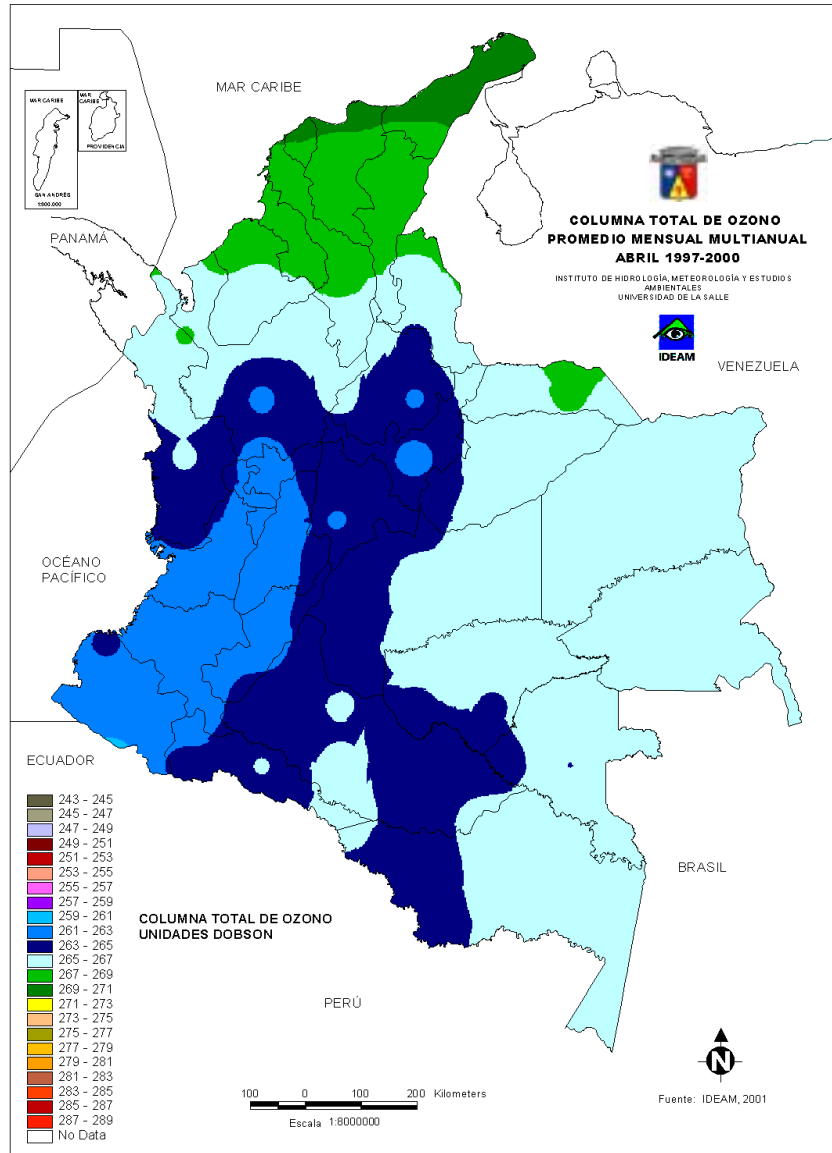 MAR CARIBE
MAR CARIBE
MAR
CARIBE
PROVIDENCIA
SAN ANDRÉS
1:800.000
PANAMÁ
COLUMNA TOTAL DE OZONO
PROMEDIO MENSUAL MULTIANUAL
ABRIL 1997-2000
INSTITUTO DE HIDROLOGÍA, METEOROLOGÍA Y ESTUDIOS
AMBIENTALES
UNIVERSIDAD DE LA SALLE
IDEAM
VENEZUELA
OCÉANO
PACÍFICO
ECUADOR
243 - 245
245 - 247
247 - 249
249 - 251
251 - 253
253 - 255
255 - 257
257 - 259
259 - 261
261 - 263
263 - 265
265 - 267
267 - 269
269 - 271
271 - 273
273 - 275
275 - 277
277 - 279
279 - 281
281 - 283
283 - 285
285 - 287
287 - 289
No Data
COLUMNA TOTAL DE OZONO
UNIDADES DOBSON
BRASIL
PERÚ
100 0 100 200 Kilometers
Escala 1:8000000
N
Fuente: IDEAM, 2001